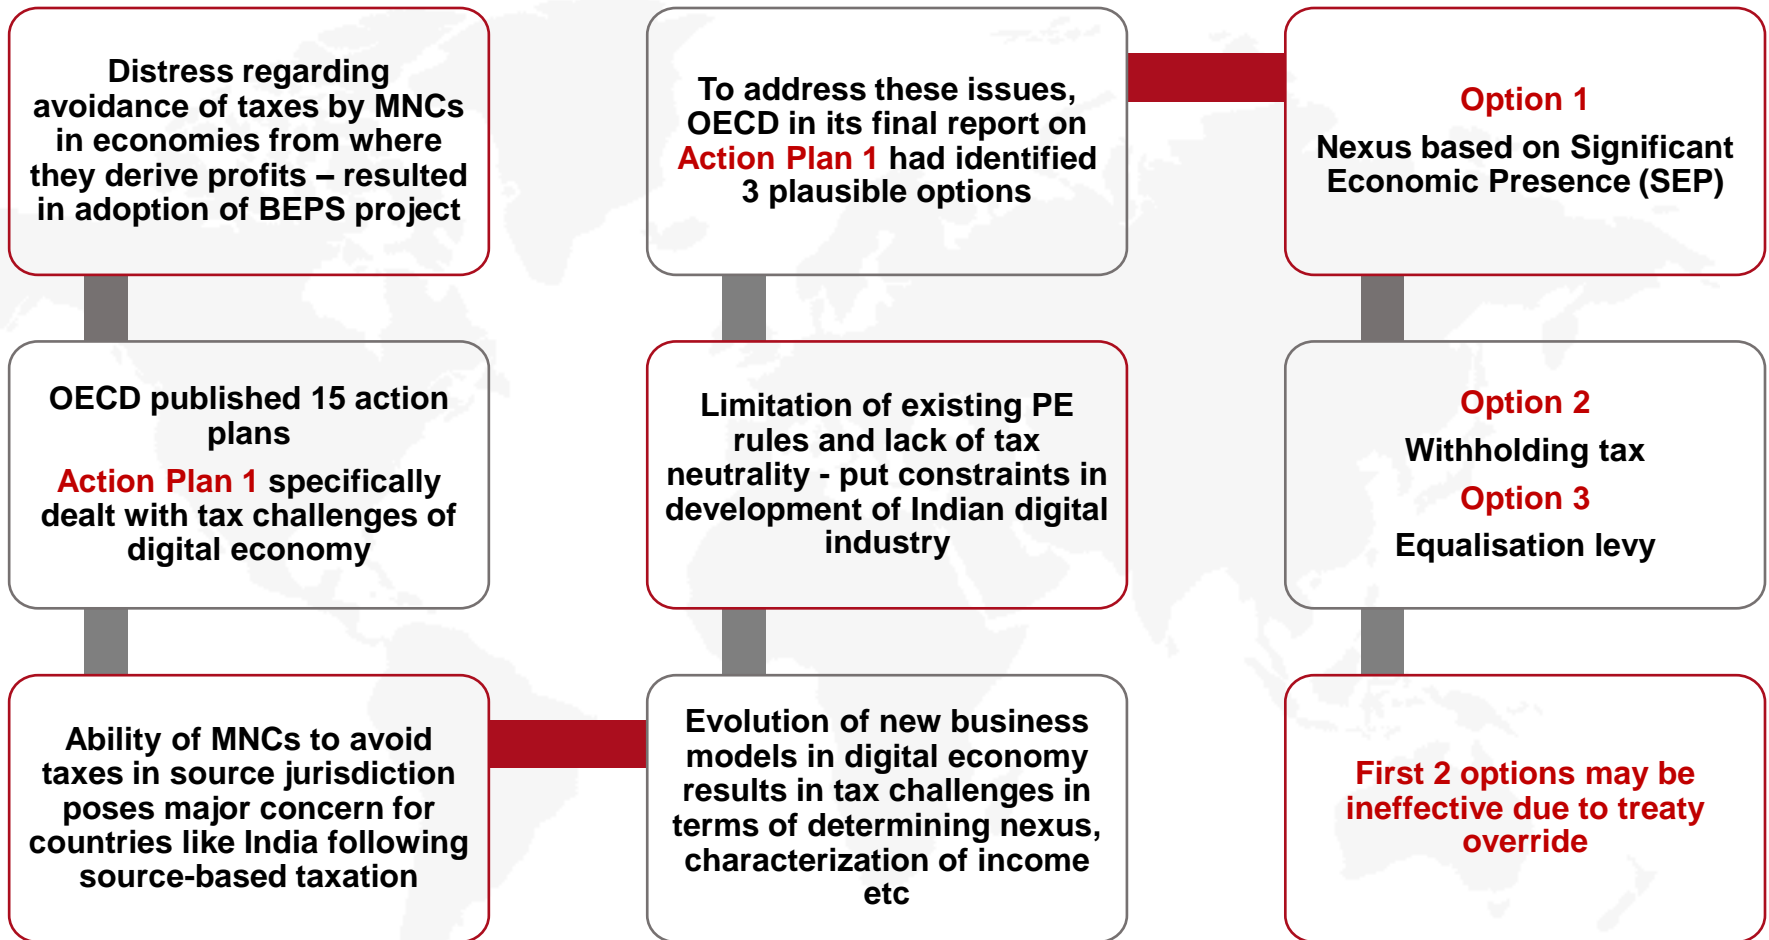 Distress regarding
avoidance of taxes by MNCs
in economies from where
they derive profits – resulted
in adoption of BEPS project
OECD published 15 action
plans
Action Plan 1 specifically
dealt with tax challenges of
digital economy
Ability of MNCs to avoid
taxes in source jurisdiction
poses major concern for
countries like India following
source-based taxation
Evolution of new business
models in digital economy
results in tax challenges in
terms of determining nexus,
characterization of income
etc
Limitation of existing PE
rules and lack of tax
neutrality - put constraints in
development of Indian digital
industry
To address these issues,
OECD in its final report on
Action Plan 1 had identified
3 plausible options
Option 1
Nexus based on Significant
Economic Presence (SEP)
Option 2
Withholding tax
Option 3
Equalisation levy
First 2 options may be
ineffective due to treaty
override